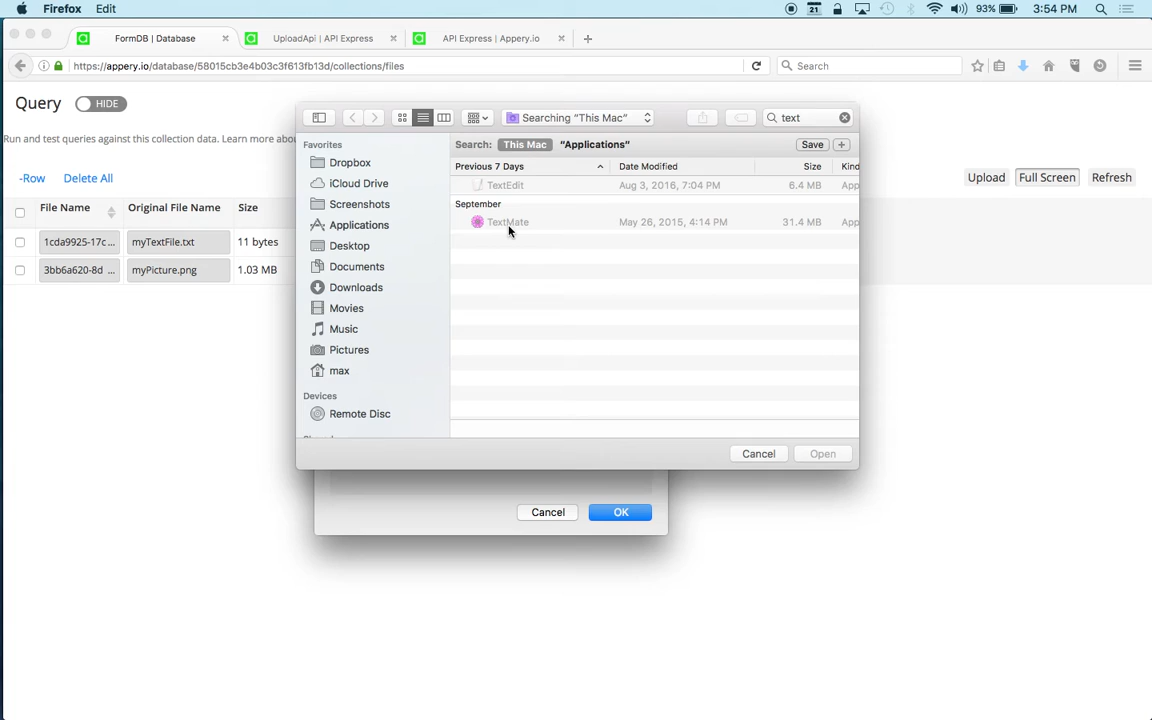 Firefox Edit 21 93% 3:54 PM
FormDB | Database UploadApi | API Express API Express | Appery.io
https://appery.io/database/58015cb3e4b03c3f613fb13d/collections/files Search
Query HIDE
Searching "This Mac" text
Run and test queries against this collection data. Learn more abou
Favorites Search: This Mac "Applications" Save
Dropbox Previous 7 Days Date Modified Size Kind
-Row Delete All iCloud Drive TextEdit Aug 3, 2016, 7:04 PM 6.4 MB App Upload Full Screen Refresh
File Name Original File Name Size Screenshots September
Applications TextMate May 26, 2015, 4:14 PM 31.4 MB App
1cda9925-17c ... myTextFile.txt 11 bytes Desktop
3bb6a620-8d ... myPicture.png 1.03 MB Documents
Downloads
Movies
Music
Pictures
max
Devices
Remote Disc
Cancel Open
Cancel OK